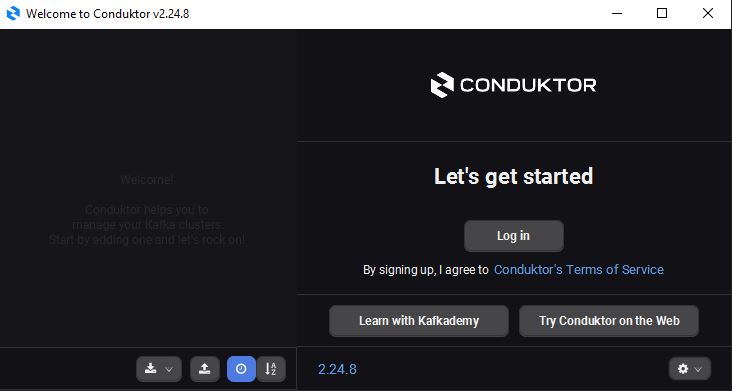 Welcome to Conduktor v2.24.8
CONDUKTOR
Welcome!
Conduktor helps you to
manage your Kafka clusters.
Start by adding one and let's rock on!
Let's get started
Log in
By signing up, I agree to Conduktor's Terms of Service
Learn with Kafkademy
Try Conduktor on the Web
A
Z
2.24.8